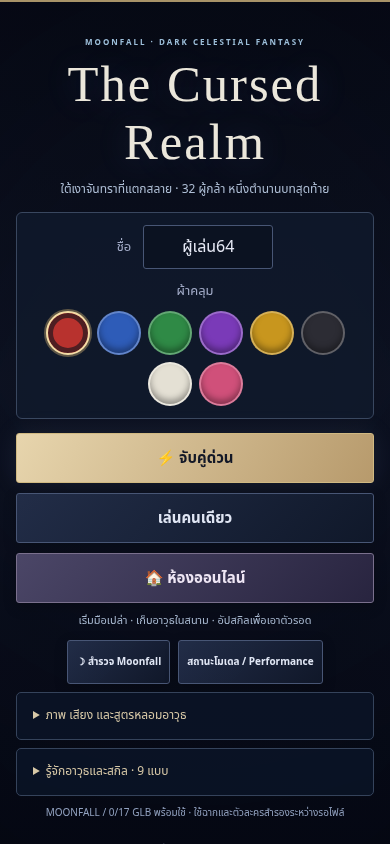 MOONFALL · DARK CELESTIAL FANTASY
The Cursed
Realm
ใต้เงาจันทราที่แตกสลาย · 32 ผู้กล้า หนึ่งตำนานบทสุดท้าย
ชื่อ
ผู้เล่น64
ผ้าคลุม
⚡ จับคู่ด่วน
เล่นคนเดียว
🏠 ห้องออนไลน์
เริ่มมือเปล่า · เก็บอาวุธในสนาม · อัปสกิลเพื่อเอาตัวรอด
☽ สำรวจ Moonfall
สถานะโมเดล / Performance
▶ ภาพ เสียง และสูตรหลอมอาวุธ
▶ รู้จักอาวุธและสกิล · 9 แบบ
MOONFALL / 0/17 GLB พร้อมใช้ · ใช้ฉากและตัวละครสำรองระหว่างรอไฟล์